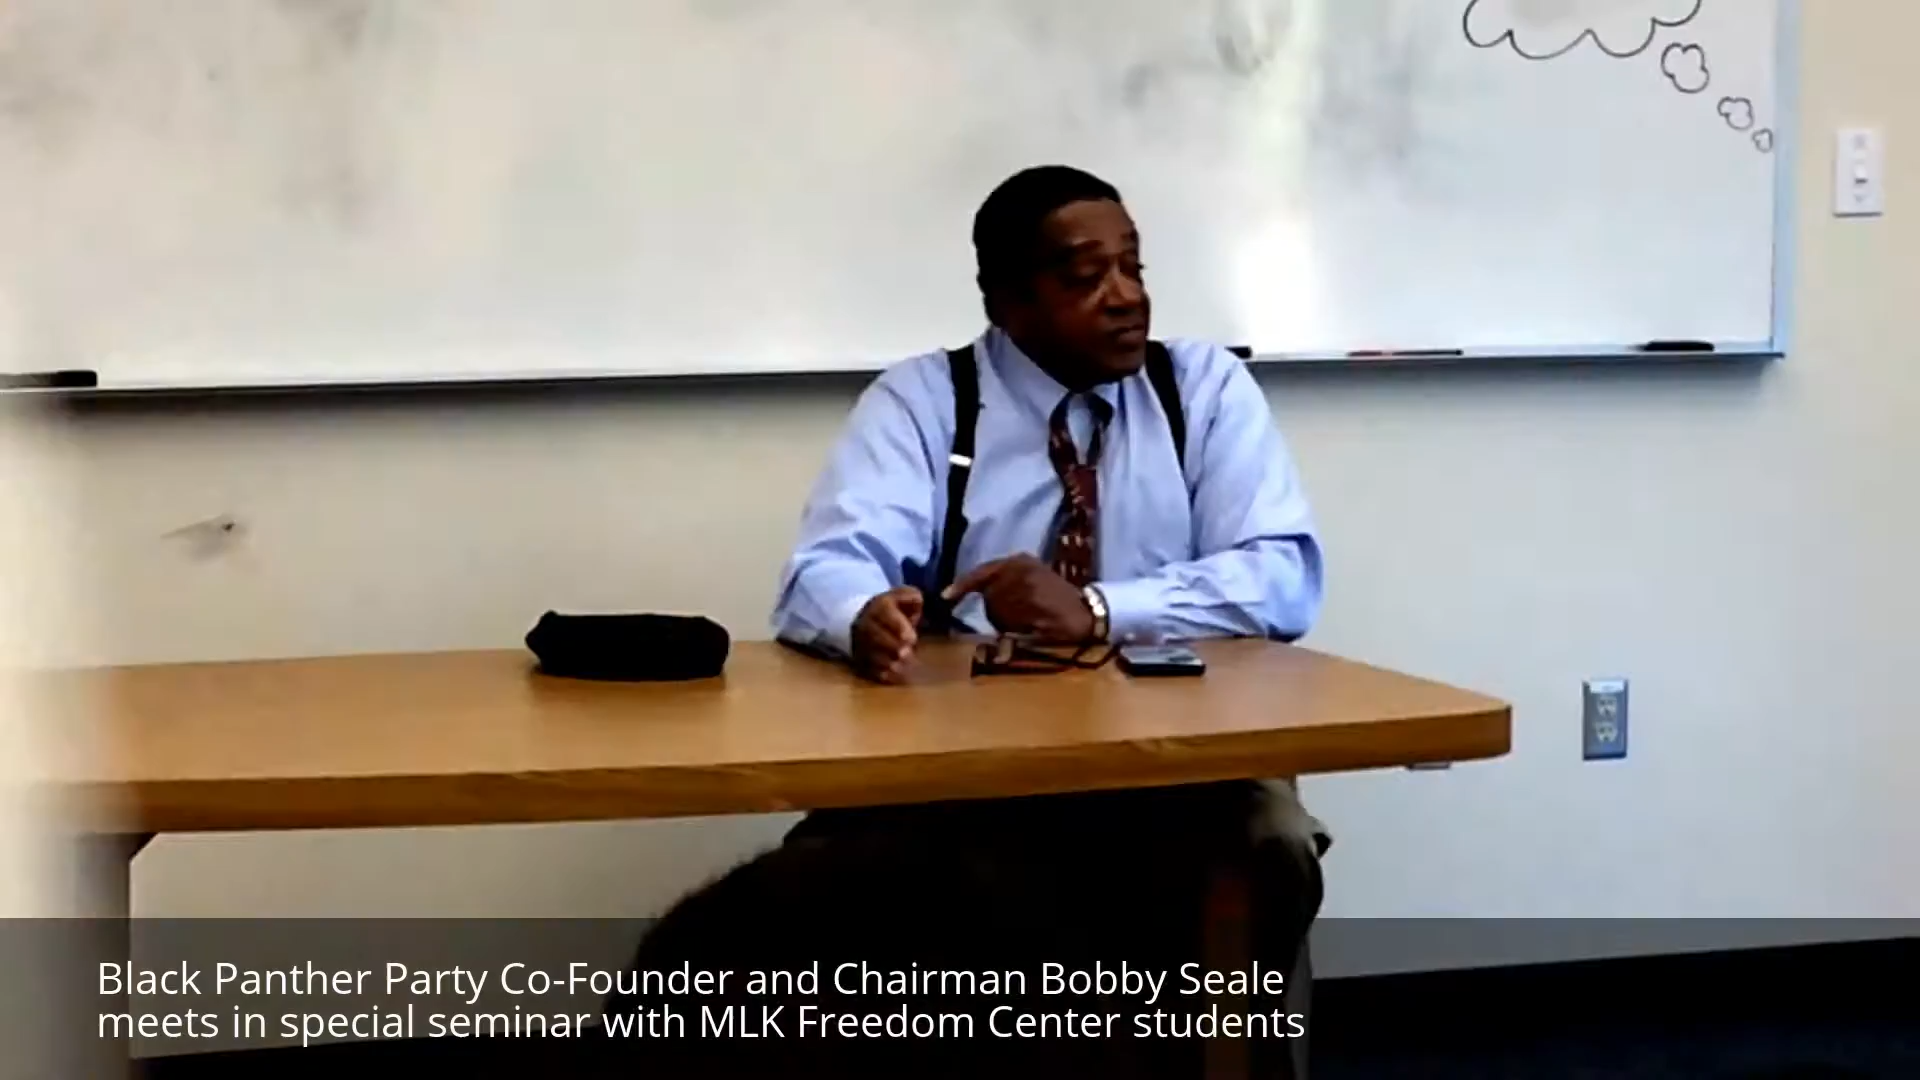 Black Panther Party Co-Founder and Chairman Bobby Seale
meets in special seminar with MLK Freedom Center students